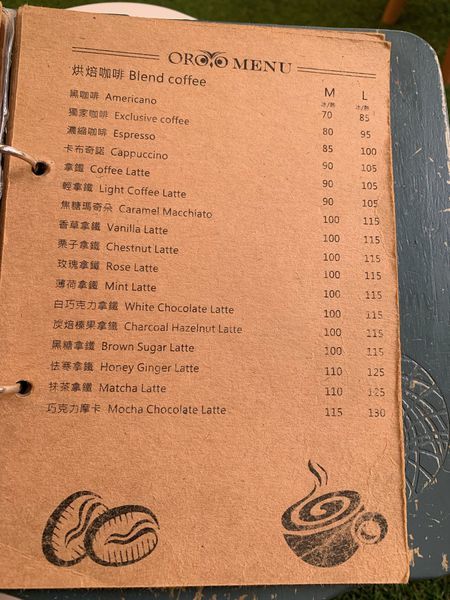 ORO MENU
烘焙咖啡 Blend coffee M L
冰/熱 冰/熱
黑咖啡 Americano 70 85
獨家咖啡 Exclusive coffee 80 95
濃縮咖啡 Espresso 85 100
卡布奇諾 Cappuccino 90 105
拿鐵 Coffee Latte 90 105
輕拿鐵 Light Coffee Latte 90 105
焦糖瑪奇朵 Caramel Macchiato 100 115
香草拿鐵 Vanilla Latte 100 115
栗子拿鐵 Chestnut Latte 100 115
玫瑰拿鐵 Rose Latte 100 115
薄荷拿鐵 Mint Latte 100 115
白巧克力拿鐵 White Chocolate Latte 100 115
炭焙榛果拿鐵 Charcoal Hazelnut Latte 100 115
黑糖拿鐵 Brown Sugar Latte 100 115
怯寒拿鐵 Honey Ginger Latte 110 125
抹茶拿鐵 Matcha Latte 110 125
巧克力摩卡 Mocha Chocolate Latte 115 130